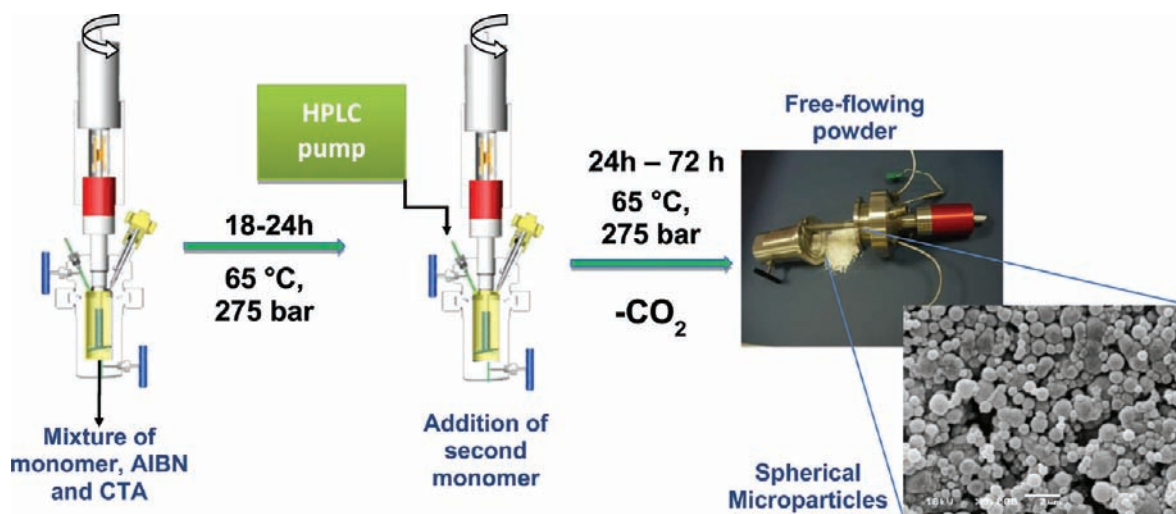 HPLC
pump
18-24h
65 °C,
275 bar
Mixture of
monomer, AIBN
and CTA
Addition of
second
monomer
24h – 72 h
65 °C,
275 bar
-CO₂
Free-flowing
powder
Spherical
Microparticles